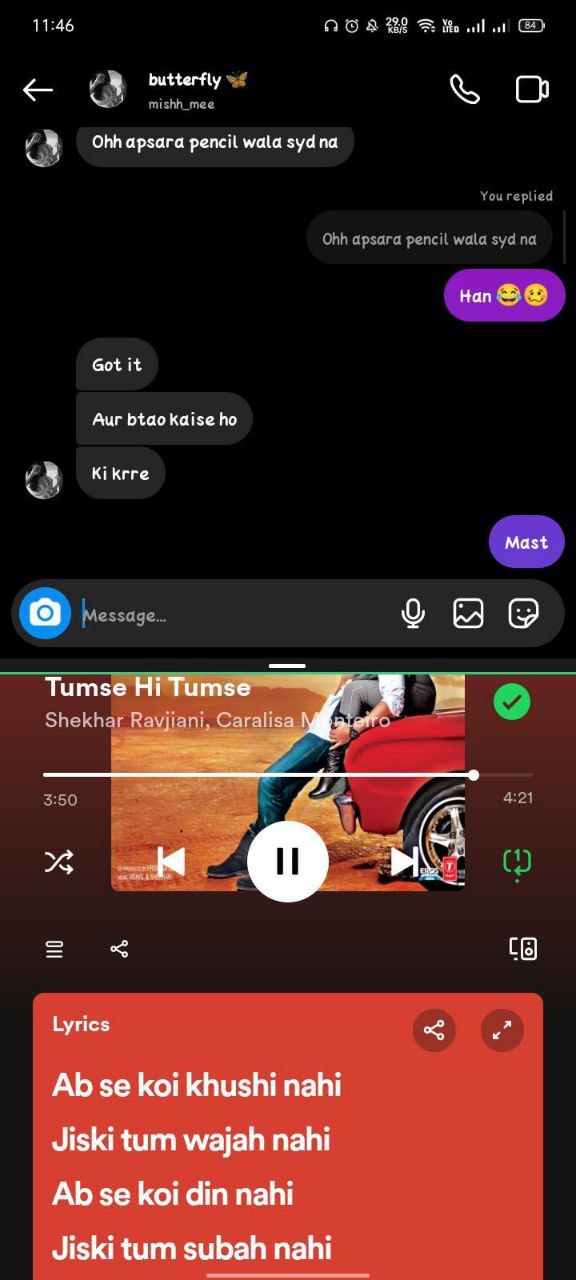 11:46
29.0 KB/S
Vo LTED
84
butterfly 🦋
mishh_mee
Ohh apsara pencil wala syd na
You replied
Ohh apsara pencil wala syd na
Han 😂🥴
Got it
Aur btao kaise ho
Ki krre
Mast
Message...
Tumse Hi Tumse
Shekhar Ravjiani, Caralisa Monteiro
3:50
4:21
EROS
T
1
Lyrics
Ab se koi khushi nahi
Jiski tum wajah nahi
Ab se koi din nahi
Jiski tum subah nahi